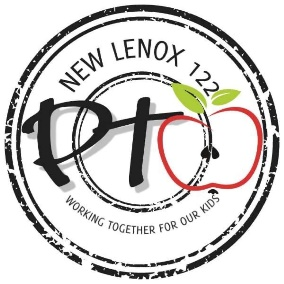 NEW LENOX 122
PTO
WORKING TOGETHER FOR OUR KIDS